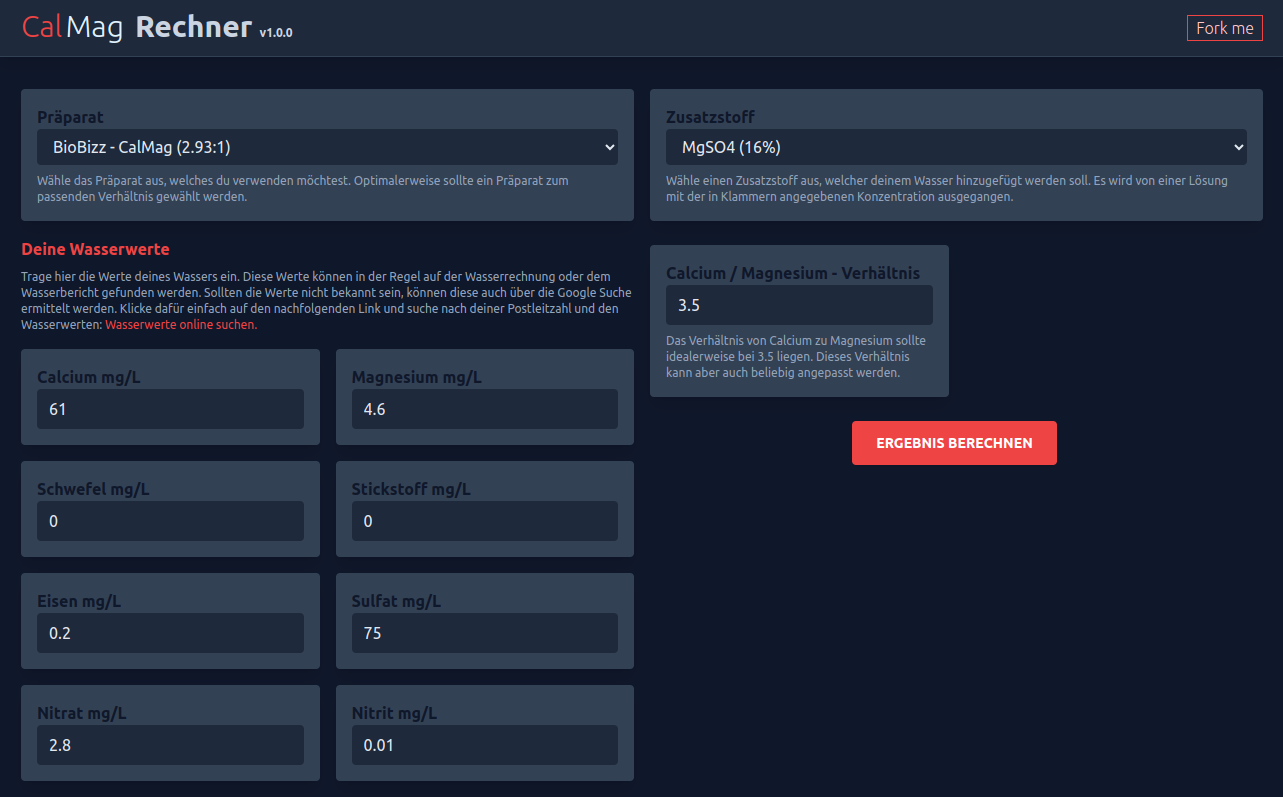 CalMag Rechner v1.0.0
Fork me
Präparat
BioBizz - CalMag (2.93:1)
Wähle das Präparat aus, welches du verwenden möchtest. Optimalerweise sollte ein Präparat zum
passenden Verhältnis gewählt werden.
Zusatzstoff
MgSO4 (16%)
Wähle einen Zusatzstoff aus, welcher deinem Wasser hinzugefügt werden soll. Es wird von einer Lösung
mit der in Klammern angegebenen Konzentration ausgegangen.
Deine Wasserwerte
Trage hier die Werte deines Wassers ein. Diese Werte können in der Regel auf der Wasserrechnung oder dem
Wasserbericht gefunden werden. Sollten die Werte nicht bekannt sein, können diese auch über die Google Suche
ermittelt werden. Klicke dafür einfach auf den nachfolgenden Link und suche nach deiner Postleitzahl und den
Wasserwerten: Wasserwerte online suchen.
Calcium mg/L
61
Magnesium mg/L
4.6
Schwefel mg/L
0
Stickstoff mg/L
0
Eisen mg/L
0.2
Sulfat mg/L
75
Nitrat mg/L
2.8
Nitrit mg/L
0.01
Calcium / Magnesium - Verhältnis
3.5
Das Verhältnis von Calcium zu Magnesium sollte
idealerweise bei 3.5 liegen. Dieses Verhältnis
kann aber auch beliebig angepasst werden.
ERGEBNIS BERECHNEN